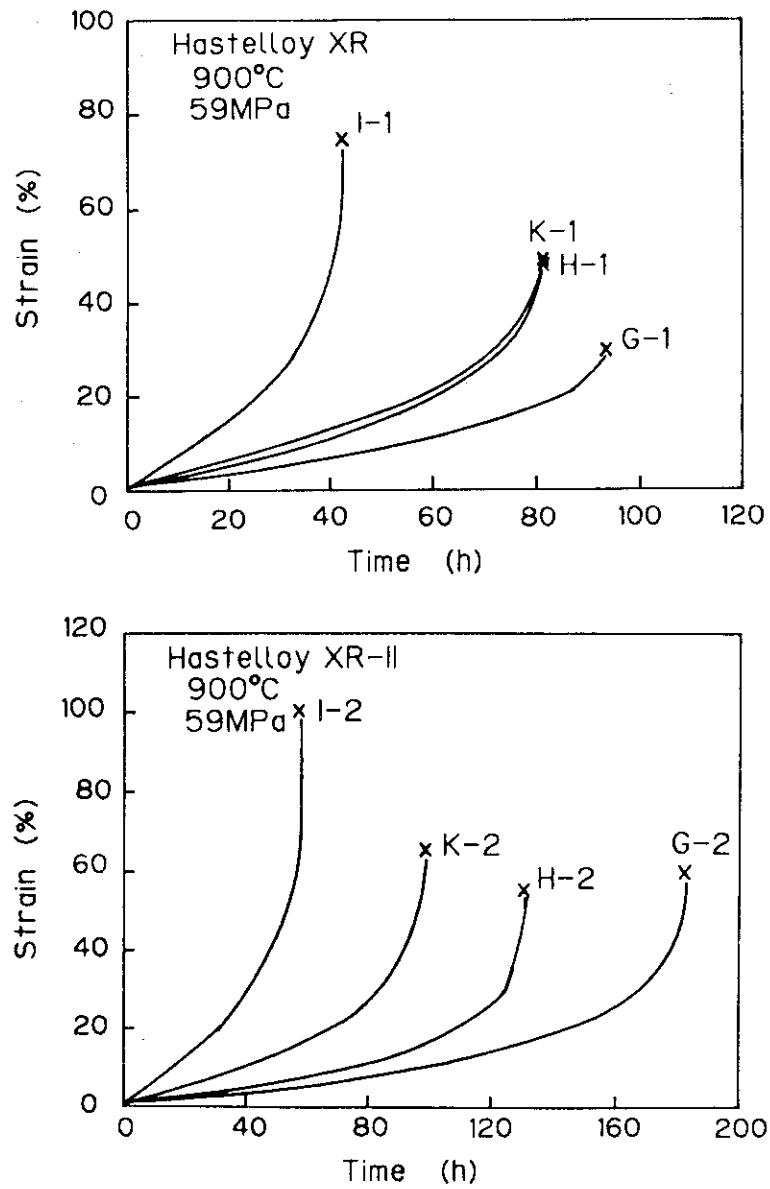 100
80
60
40
20
0
Strain (%)
Hastelloy XR
900°C
59MPa
I-1
K-1
H-1
G-1
0 20 40 60 80 100 120
Time (h)
120
100
80
60
40
20
0
Strain (%)
Hastelloy XR-II
900°C
59MPa
I-2
K-2
H-2
G-2
0 40 80 120 160 200
Time (h)